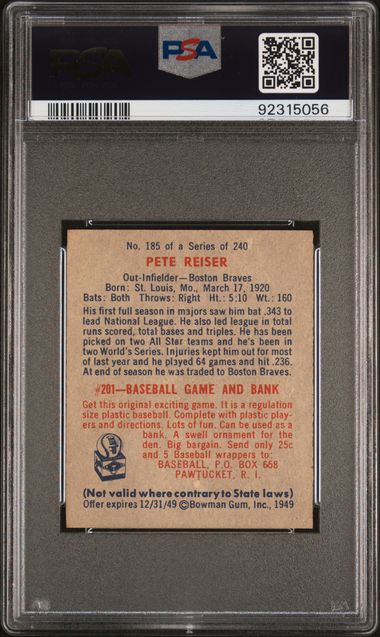 PSA
PSA
92315056
No. 185 of a Series of 240
PETE REISER
Out-Infielder—Boston Braves
Born: St. Louis, Mo., March 17, 1920
Bats: Both Throws: Right Ht.: 5:10 Wt.: 160
His first full season in majors saw him bat .343 to
lead National League. He also led league in total
runs scored, total bases and triples. He has been
picked on two All Star teams and he's been in
two World's Series. Injuries kept him out for most
of last year and he played 64 games and hit .236.
At end of season he was traded to Boston Braves.
#201—BASEBALL GAME AND BANK
Get this original exciting game. It is a regulation
size plastic baseball. Complete with plastic play-
ers and directions. Lots of fun. Can be used as a
bank. A swell ornament for the
den. Big bargain. Send only 25c
and 5 Baseball wrappers to:
BASEBALL, P.O. BOX 668
PAWTUCKET, R. I.
(Not valid where contrary to State laws)
Offer expires 12/31/49 ©Bowman Gum, Inc., 1949